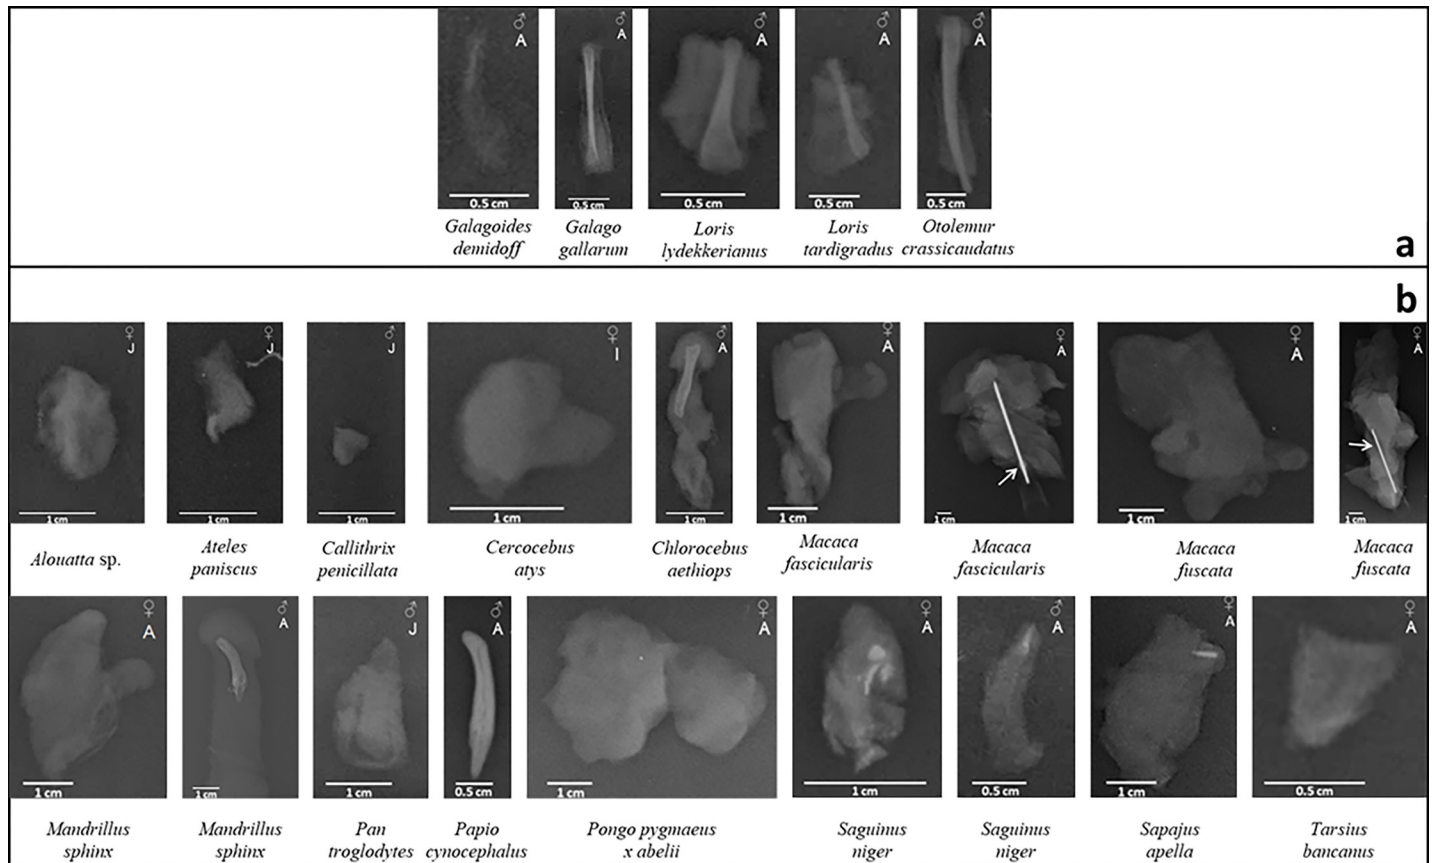 ♂ A
♂ A
♂ A
♂ A
♂ A
0.5 cm
0.5 cm
0.5 cm
0.5 cm
0.5 cm
Galagoides
demidoff
Galago
gallarum
Loris
lydekkerianus
Loris
tardigradus
Otolemur
crassicaudatus
a
b
♀ J
♀ J
♂ J
♀ I
♂ A
♀ A
♀ A
♀ A
♀ A
1 cm
1 cm
1 cm
1 cm
1 cm
1 cm
1 cm
1 cm
1 cm
Alouatta sp.
Ateles
paniscus
Callithrix
penicillata
Cercocebus
atys
Chlorocebus
aethiops
Macaca
fascicularis
Macaca
fascicularis
Macaca
fuscata
Macaca
fuscata
♀ A
♂ A
♂ J
♂ A
♀ A
♀ A
♂ A
♀ A
♀ A
1 cm
1 cm
1 cm
0.5 cm
1 cm
1 cm
0.5 cm
1 cm
0.5 cm
Mandrillus
sphinx
Mandrillus
sphinx
Pan
troglodytes
Papio
cynocephalus
Pongo pygmaeus
x abelii
Saguinus
niger
Saguinus
niger
Sapajus
apella
Tarsius
bancanus